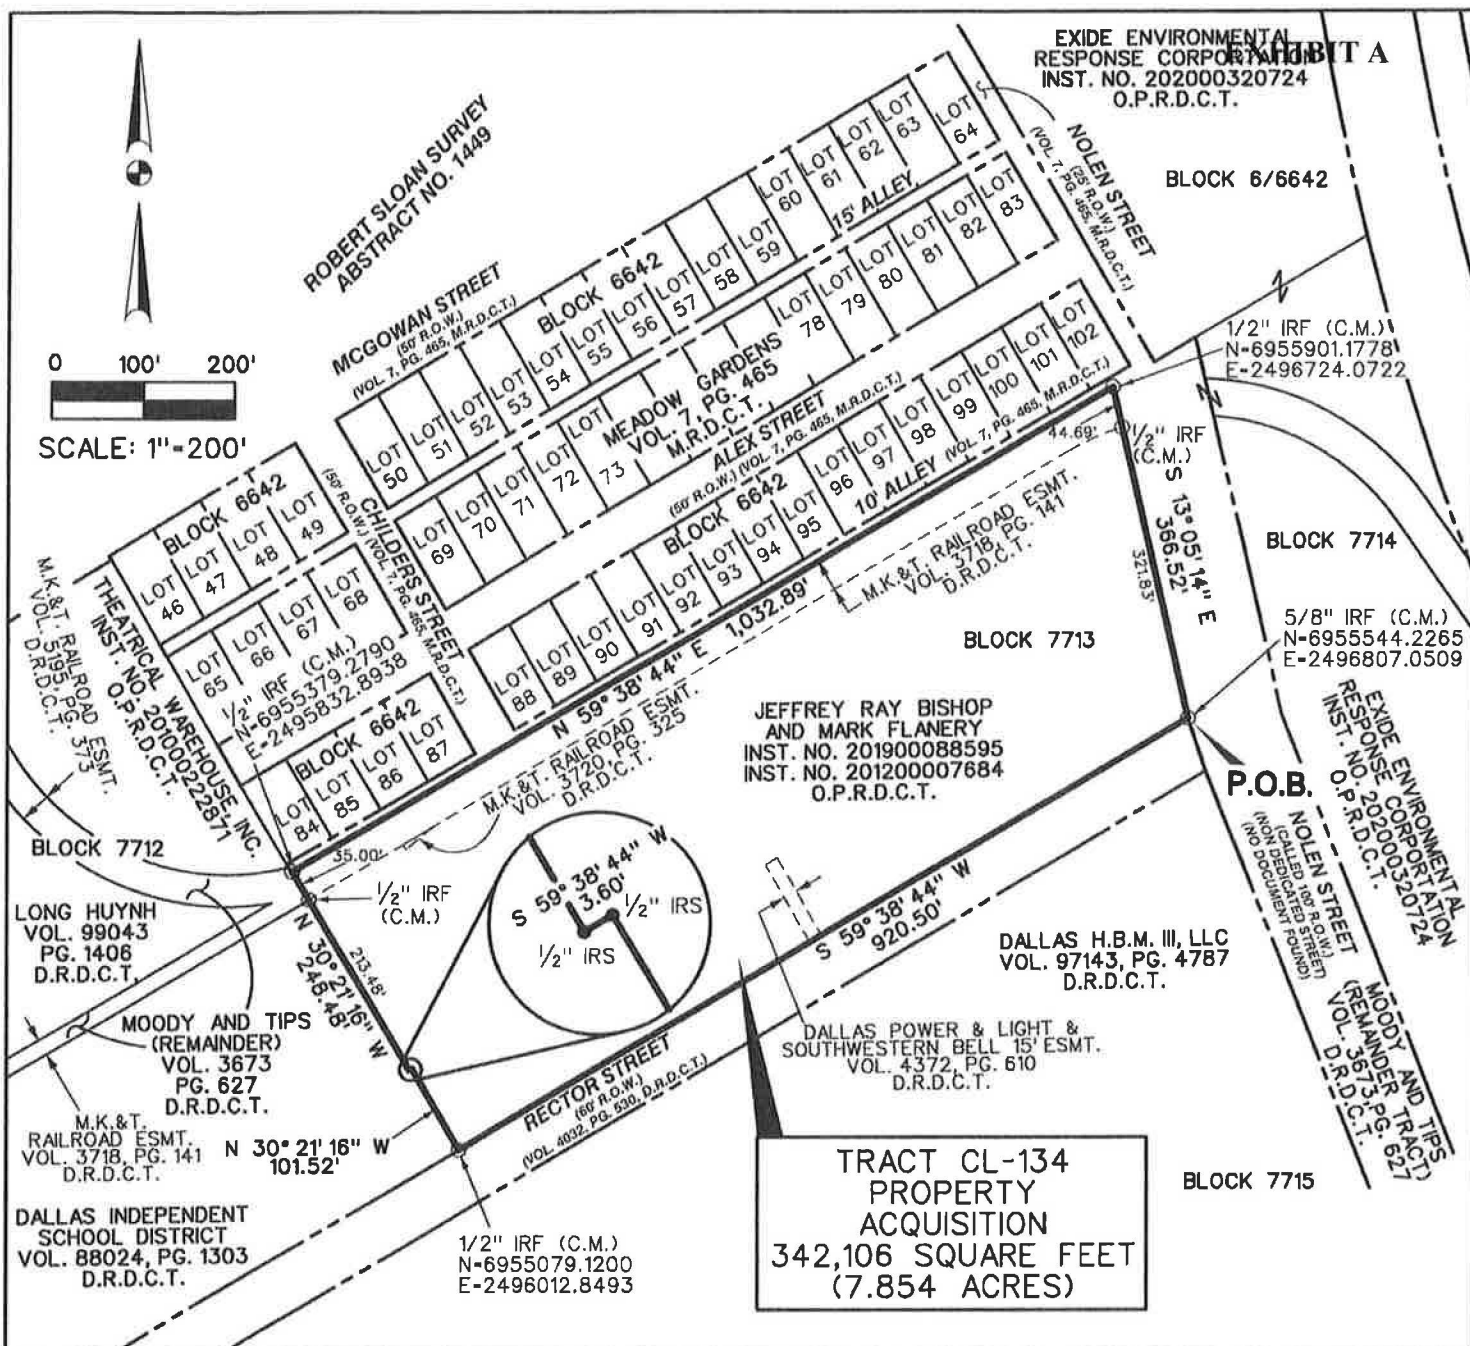 EXHIBIT A
EXIDE ENVIRONMENTAL
RESPONSE CORPORATION
INST. NO. 202000320724
O.P.R.D.C.T.
BLOCK 6/6642
ROBERT SLOAN SURVEY
ABSTRACT NO. 1449
NOLEN STREET
(25' R.O.W.)
(VOL. 7, PG. 465, M.R.D.C.T.)
0 100' 200'
SCALE: 1"=200'
MCGOWAN STREET
(50' R.O.W.)
(VOL. 7, PG. 465, M.R.D.C.T.)
BLOCK 6642
LOT 50
LOT 51
LOT 52
LOT 53
LOT 54
LOT 55
LOT 56
LOT 57
LOT 58
LOT 59
LOT 60
LOT 61
LOT 62
LOT 63
LOT 64
15' ALLEY
LOT 69
LOT 70
LOT 71
LOT 72
LOT 73
MEADOW GARDENS
VOL. 7, PG. 465
M.R.D.C.T.
LOT 78
LOT 79
LOT 80
LOT 81
LOT 82
LOT 83
ALEX STREET
(50' R.O.W.) (VOL. 7, PG. 465, M.R.D.C.T.)
BLOCK 6642
LOT 88
LOT 89
LOT 90
LOT 91
LOT 92
LOT 93
LOT 94
LOT 95
LOT 96
LOT 97
LOT 98
LOT 99
LOT 100
LOT 101
LOT 102
10' ALLEY (VOL. 7, PG. 465, M.R.D.C.T.)
1/2" IRF (C.M.)
N=6955901.1778
E=2496724.0722
44.69'
1/2" IRF
(C.M.)
S 13° 05' 14" E
366.52'
321.83'
BLOCK 7714
5/8" IRF (C.M.)
N=6955544.2265
E=2496807.0509
BLOCK 6642
LOT 46
LOT 47
LOT 48
LOT 49
CHILDERS STREET
(50' R.O.W.) (VOL. 7, PG. 465, M.R.D.C.T.)
LOT 65
LOT 66
LOT 67
LOT 68
1/2" IRF (C.M.)
N=6955379.2790
E=2495832.8938
BLOCK 6642
LOT 84
LOT 85
LOT 86
LOT 87
THEATRICAL WAREHOUSE, INC.
INST. NO. 201000222871
O.P.R.D.C.T.
M.K.&T. RAILROAD ESMT.
VOL. 5195, PG. 373
D.R.D.C.T.
N 59° 38' 44" E 1,032.89'
M.K.&T. RAILROAD ESMT.
VOL. 3718, PG. 141
D.R.D.C.T.
M.K.&T. RAILROAD ESMT.
VOL. 3720, PG. 325
D.R.D.C.T.
BLOCK 7713
JEFFREY RAY BISHOP
AND MARK FLANERY
INST. NO. 201900088595
INST. NO. 201200007684
O.P.R.D.C.T.
P.O.B.
EXIDE ENVIRONMENTAL
RESPONSE CORPORATION
INST. NO. 202000320724
O.P.R.D.C.T.
NOLEN STREET
(CALLED 100' R.O.W.)
(NON DEDICATED STREET)
(NO DOCUMENT FOUND)
MOODY AND TIPS
(REMAINDER TRACT)
VOL. 3673, PG. 627
D.R.D.C.T.
BLOCK 7712
35.00'
1/2" IRF
(C.M.)
LONG HUYNH
VOL. 99043
PG. 1406
D.R.D.C.T.
N 30° 21' 16" W
248.48'
213.48'
S 59° 38' 44" W
3.60'
1/2" IRS
1/2" IRS
S 59° 38' 44" W
920.50'
DALLAS H.B.M. III, LLC
VOL. 97143, PG. 4787
D.R.D.C.T.
MOODY AND TIPS
(REMAINDER)
VOL. 3673
PG. 627
D.R.D.C.T.
DALLAS POWER & LIGHT &
SOUTHWESTERN BELL 15' ESMT.
VOL. 4372, PG. 610
D.R.D.C.T.
RECTOR STREET
(60' R.O.W.)
(VOL. 4032, PG. 530, D.R.D.C.T.)
M.K.&T.
RAILROAD ESMT.
VOL. 3718, PG. 141
D.R.D.C.T.
N 30° 21' 16" W
101.52'
DALLAS INDEPENDENT
SCHOOL DISTRICT
VOL. 88024, PG. 1303
D.R.D.C.T.
1/2" IRF (C.M.)
N=6955079.1200
E=2496012.8493
TRACT CL-134
PROPERTY
ACQUISITION
342,106 SQUARE FEET
(7.854 ACRES)
BLOCK 7715